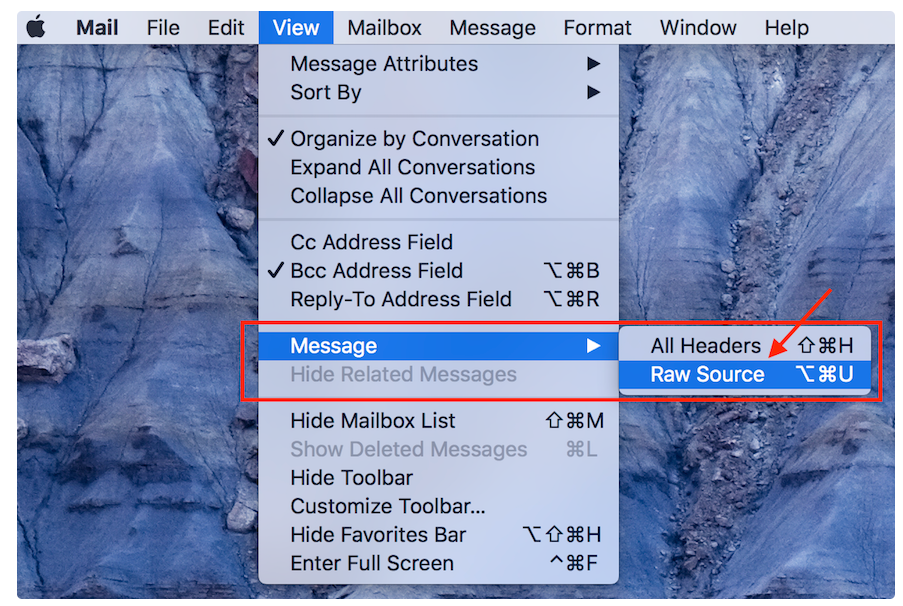 Mail File Edit View Mailbox Message Format Window Help
Message Attributes ▶
Sort By ▶
✓ Organize by Conversation
Expand All Conversations
Collapse All Conversations
Cc Address Field
✓ Bcc Address Field ⌥⌘B
Reply-To Address Field ⌥⌘R
Message ▶ All Headers ⇧⌘H
Hide Related Messages Raw Source ⌥⌘U
Hide Mailbox List ⇧⌘M
Show Deleted Messages ⌘L
Hide Toolbar
Customize Toolbar...
Hide Favorites Bar ⌥⇧⌘H
Enter Full Screen ^⌘F